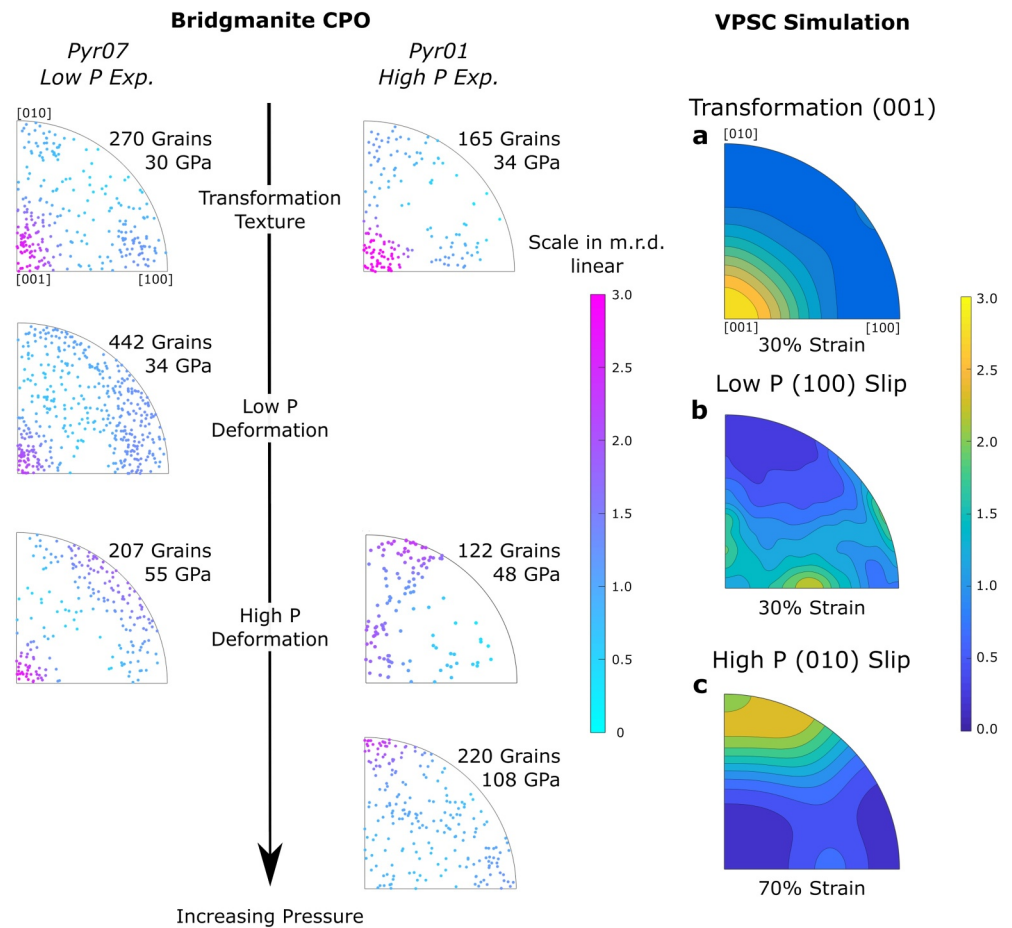 Bridgmanite CPO
VPSC Simulation
Pyr07
Low P Exp.
Pyr01
High P Exp.
[010]
270 Grains
30 GPa
[001]
[100]
Transformation
Texture
165 Grains
34 GPa
442 Grains
34 GPa
Low P
Deformation
207 Grains
55 GPa
High P
Deformation
122 Grains
48 GPa
220 Grains
108 GPa
Increasing Pressure
Scale in m.r.d.
linear
3.0
2.5
2.0
1.5
1.0
0.5
0
Transformation (001)
a
[010]
[001]
[100]
30% Strain
Low P (100) Slip
b
30% Strain
High P (010) Slip
c
70% Strain
3.0
2.5
2.0
1.5
1.0
0.5
0.0